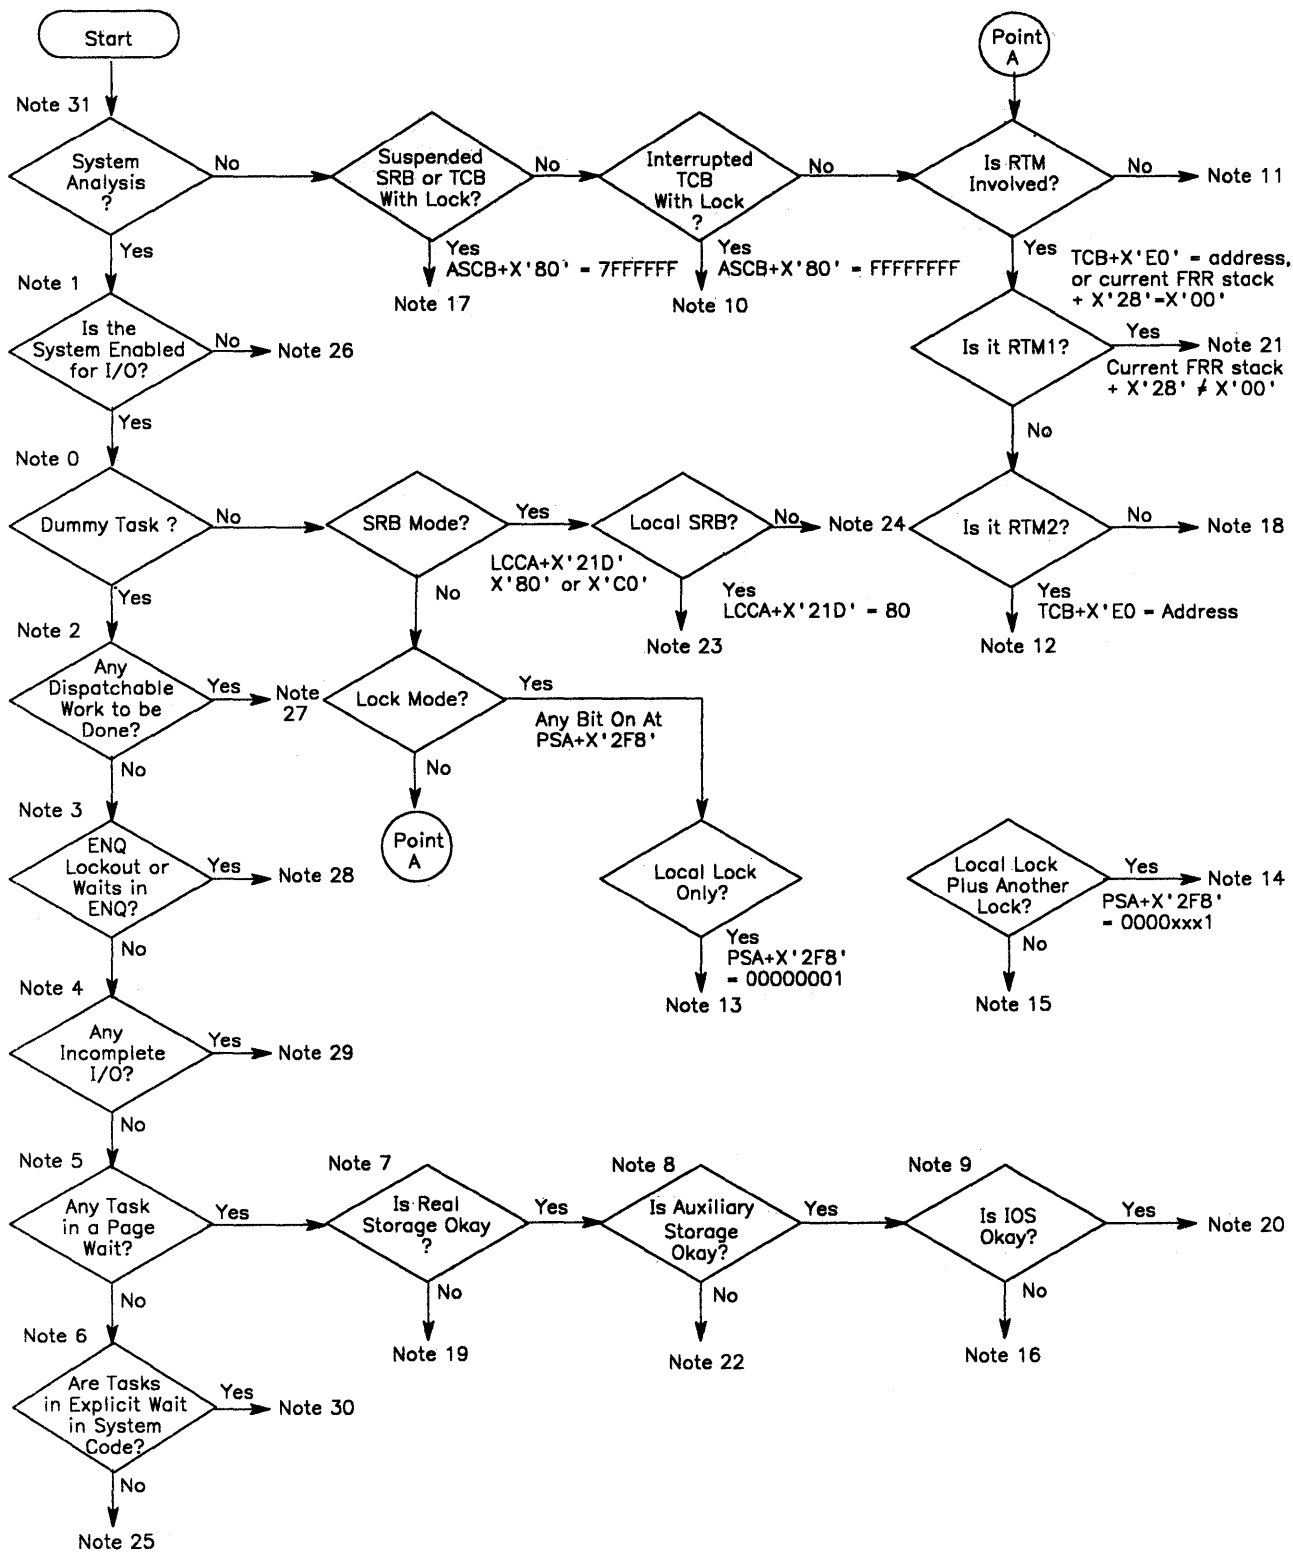 Start
Point
A
Note 31
System
Analysis
?
No
Yes
Suspended
SRB or TCB
With Lock?
No
Yes
ASCB+X'80' = 7FFFFFFF
Note 17
Interrupted
TCB
With Lock
?
No
Yes
ASCB+X'80' = FFFFFFFF
Note 10
Is RTM
Involved?
No
Note 11
Yes
TCB+X'E0' = address,
or current FRR stack
+ X'28'=X'00'
Note 1
Is the
System Enabled
for I/O?
No
Note 26
Yes
Is it RTM1?
Yes
Note 21
Current FRR stack
+ X'28' ≠ X'00'
No
Note 0
Dummy Task ?
No
Yes
SRB Mode?
Yes
LCCA+X'21D'
X'80' or X'C0'
No
Local SRB?
No
Note 24
Yes
LCCA+X'21D' = 80
Note 23
Is it RTM2?
No
Note 18
Yes
TCB+X'E0 = Address
Note 12
Note 2
Any
Dispatchable
Work to be
Done?
Yes
Note
27
No
Lock Mode?
Yes
Any Bit On At
PSA+X'2F8'
No
Point
A
Note 3
ENQ
Lockout or
Waits in
ENQ?
Yes
Note 28
No
Local Lock
Only?
Yes
PSA+X'2F8'
= 00000001
Note 13
Local Lock
Plus Another
Lock?
Yes
Note 14
PSA+X'2F8'
= 0000xxx1
No
Note 15
Note 4
Any
Incomplete
I/O?
Yes
Note 29
No
Note 5
Any Task
in a Page
Wait?
Yes
No
Note 7
Is Real
Storage Okay
?
Yes
No
Note 19
Note 8
Is Auxiliary
Storage
Okay?
Yes
No
Note 22
Note 9
Is IOS
Okay?
Yes
Note 20
No
Note 16
Note 6
Are Tasks
in Explicit Wait
in System
Code?
Yes
Note 30
No
Note 25